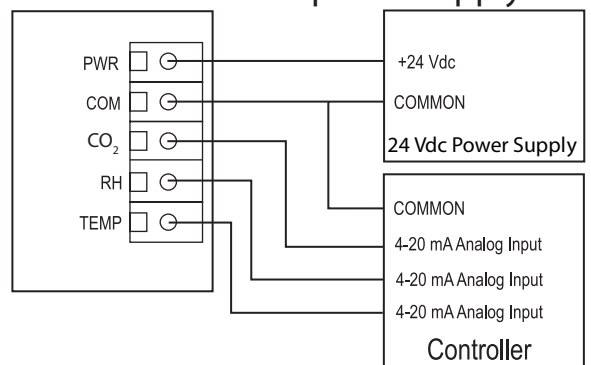 PWR
COM
CO₂
RH
TEMP
+24 Vdc
COMMON
24 Vdc Power Supply
COMMON
4-20 mA Analog Input
4-20 mA Analog Input
4-20 mA Analog Input
Controller